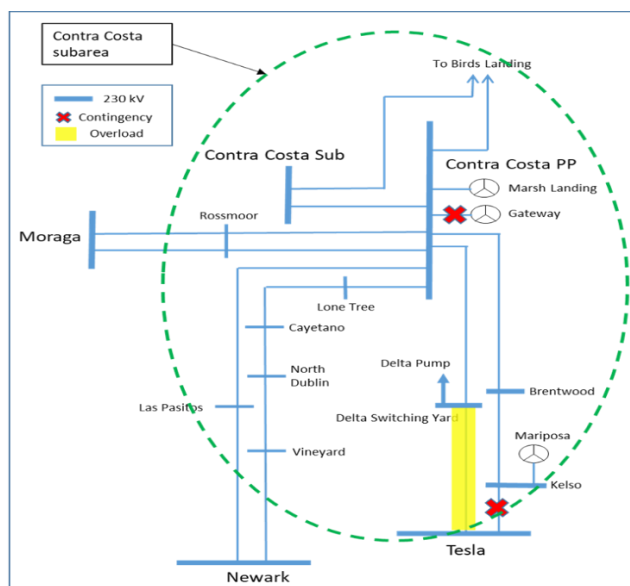 Contra Costa
subarea
To Birds Landing
230 kV
Contingency
Overload
Contra Costa Sub
Contra Costa PP
Marsh Landing
Rossmoor
Gateway
Moraga
Lone Tree
Cayetano
Delta Pump
North
Dublin
Brentwood
Las Pasitos
Delta Switching Yard
Mariposa
Vineyard
Kelso
Tesla
Newark